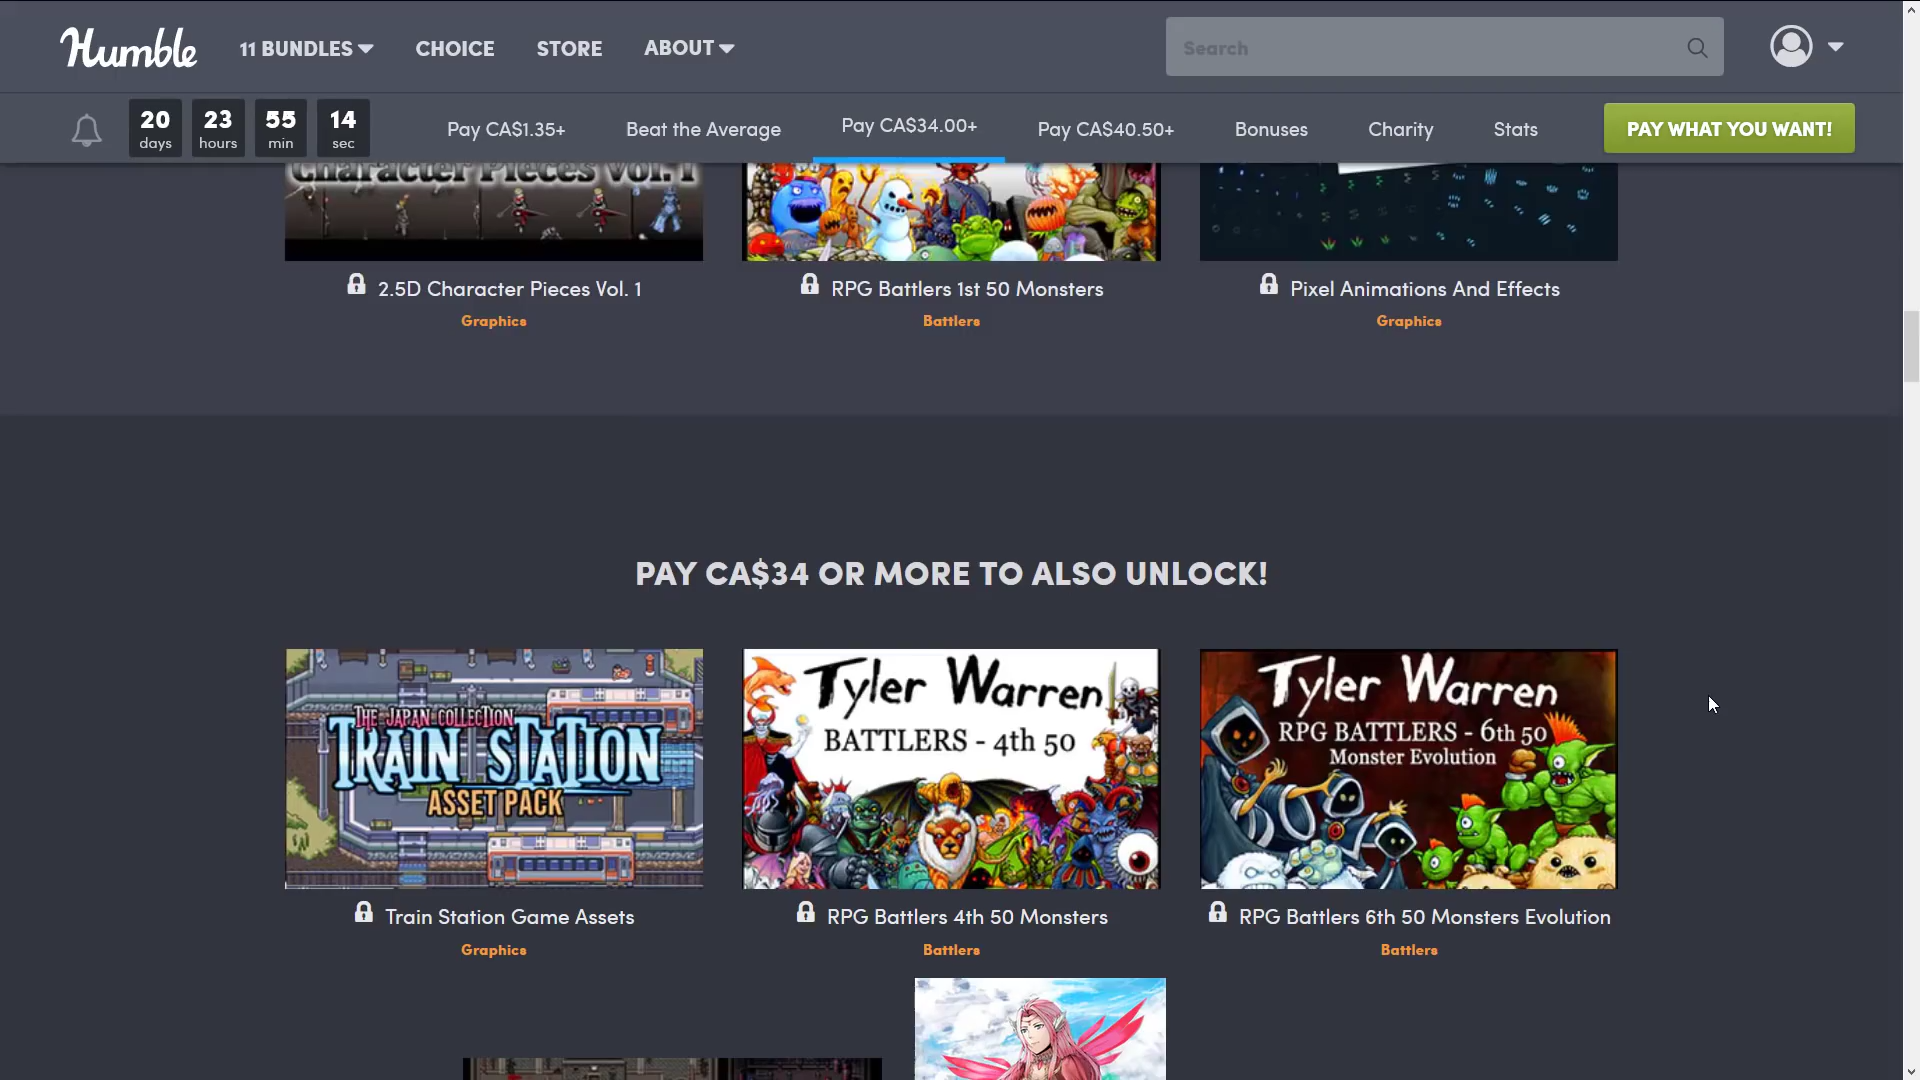 Humble
11 BUNDLES
CHOICE
STORE
ABOUT
Search
20 days
23 hours
55 min
14 sec
Pay CA$1.35+
Beat the Average
Pay CA$34.00+
Pay CA$40.50+
Bonuses
Charity
Stats
PAY WHAT YOU WANT!
Character Pieces Vol. 1
2.5D Character Pieces Vol. 1
Graphics
RPG Battlers 1st 50 Monsters
Battlers
Pixel Animations And Effects
Graphics
PAY CA$34 OR MORE TO ALSO UNLOCK!
THE JAPAN COLLECTION
TRAIN STATION
ASSET PACK
Train Station Game Assets
Graphics
Tyler Warren
BATTLERS - 4th 50
RPG Battlers 4th 50 Monsters
Battlers
Tyler Warren
RPG BATTLERS - 6th 50
Monster Evolution
RPG Battlers 6th 50 Monsters Evolution
Battlers